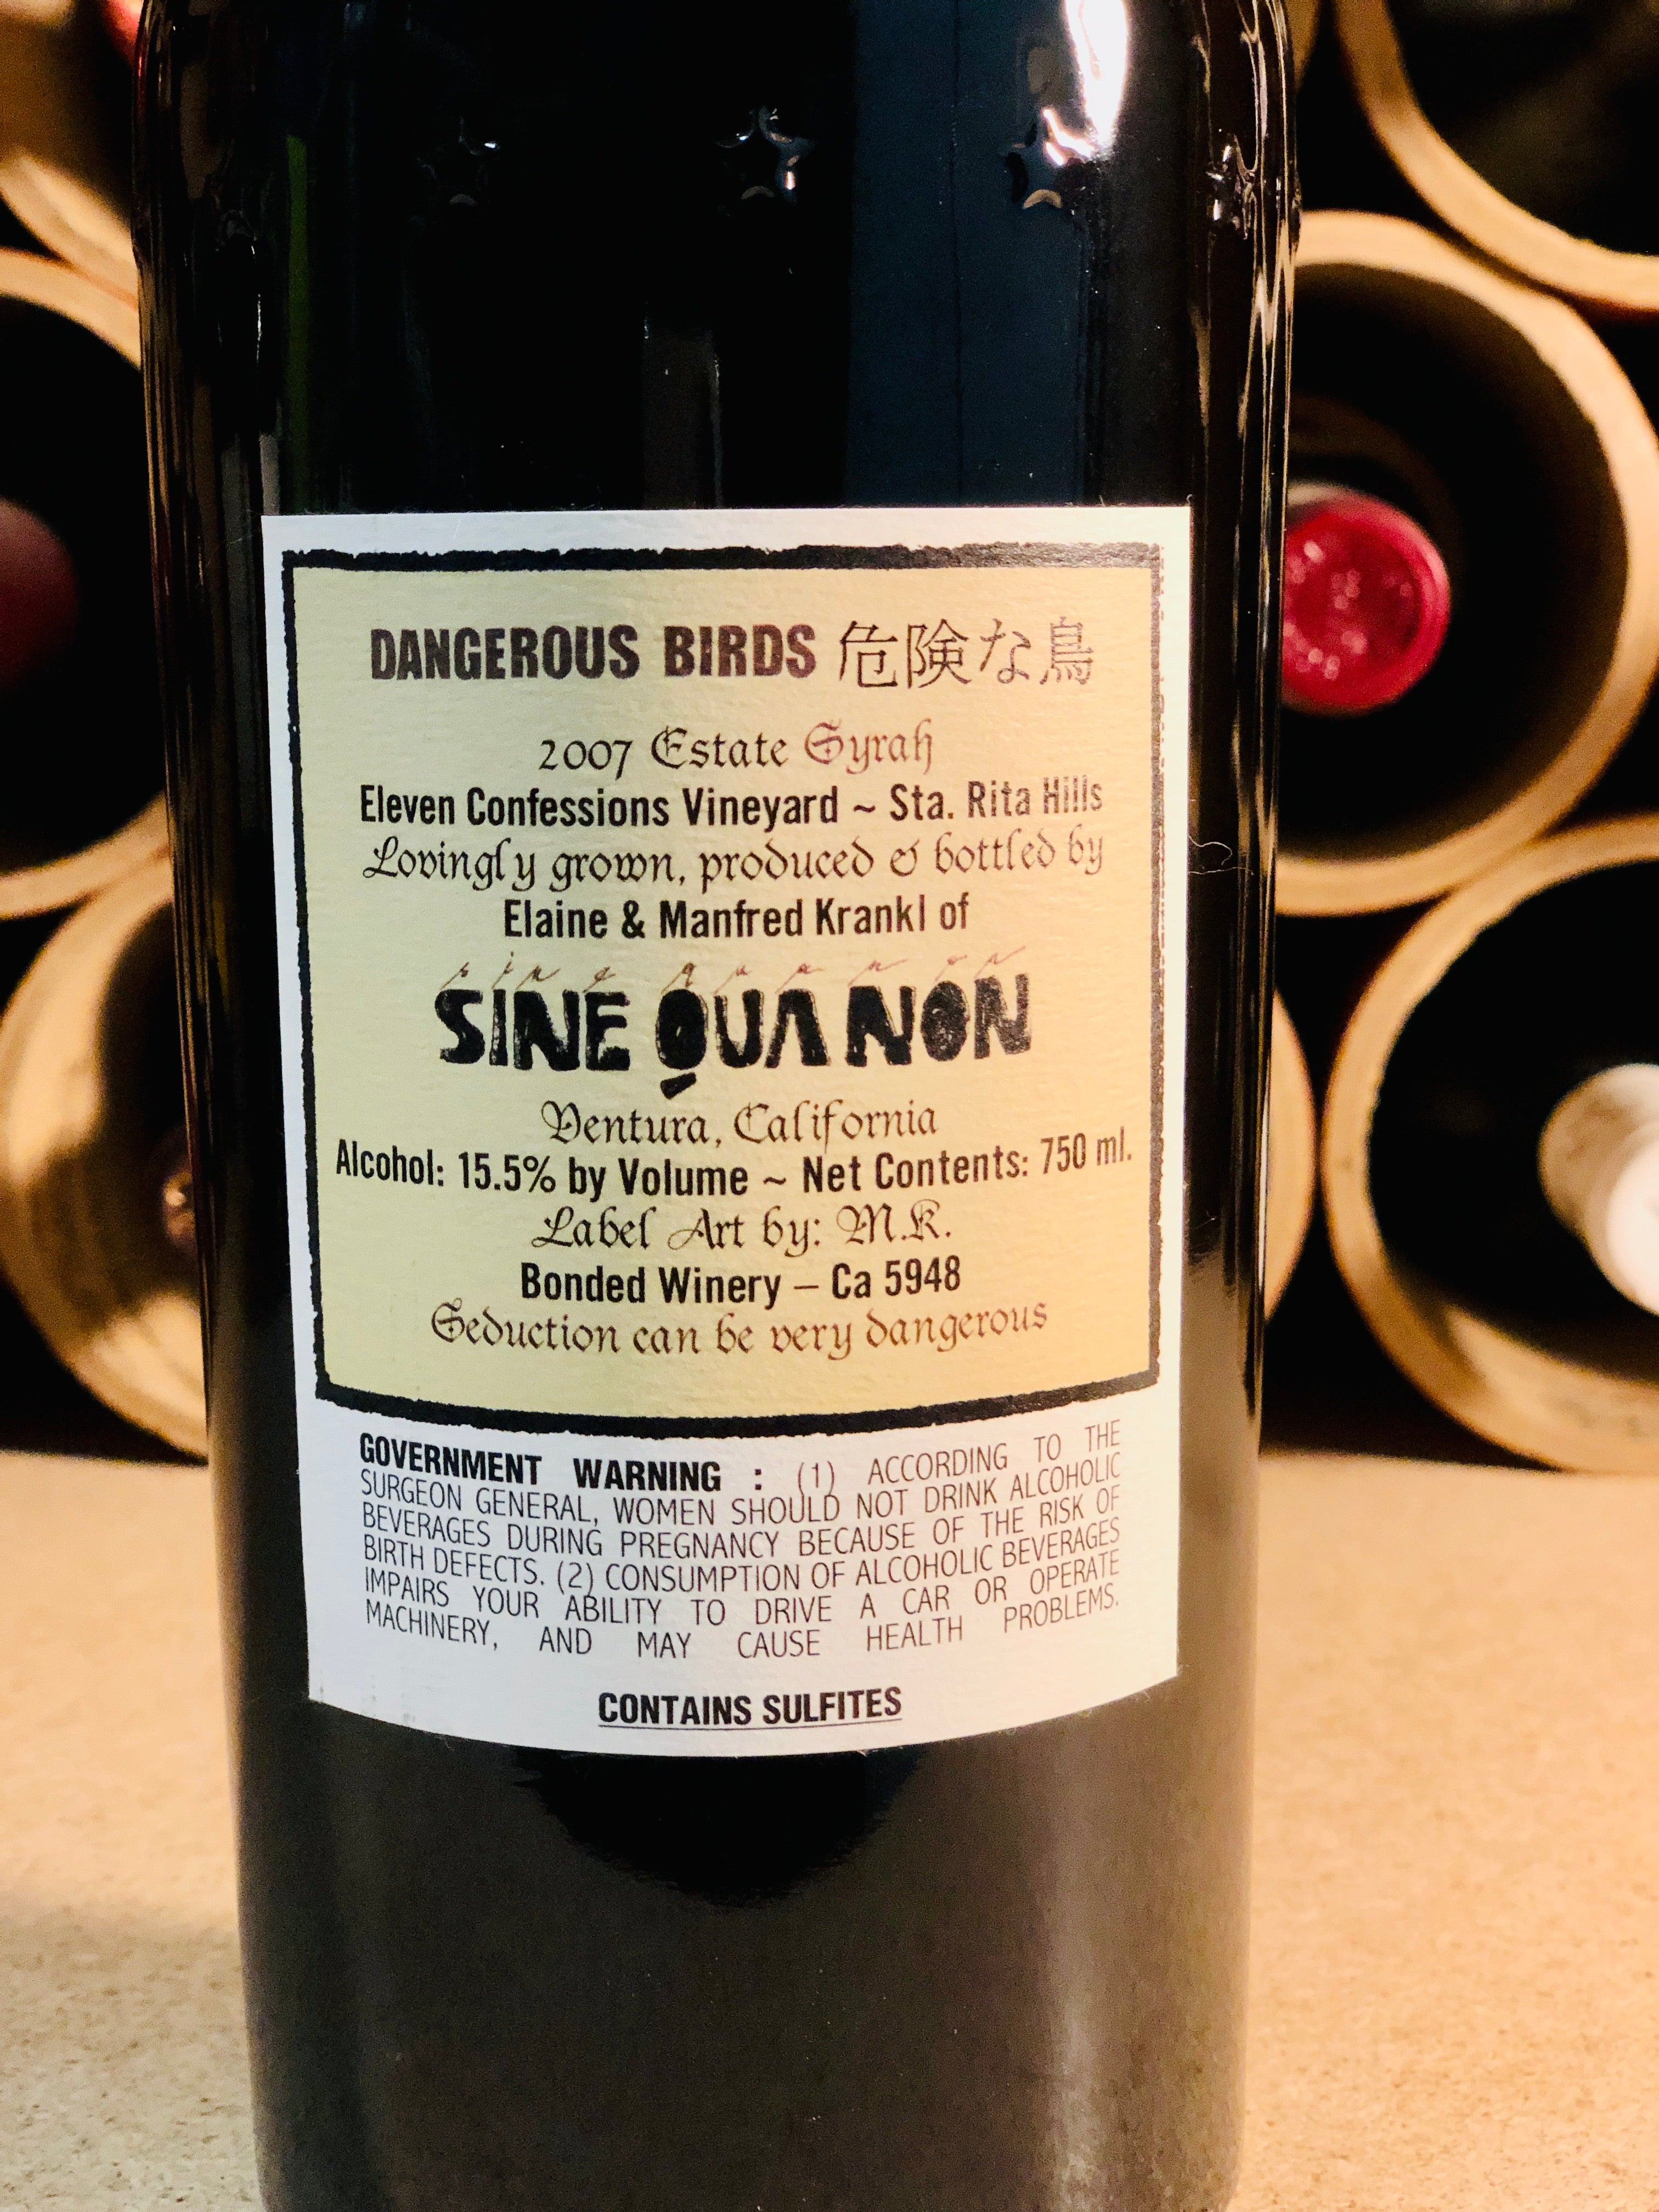 DANGEROUS BIRDS 危険な鳥
2007 Estate Syrah
Eleven Confessions Vineyard ~ Sta. Rita Hills
Lovingly grown, produced & bottled by
Elaine & Manfred Krankl of
sine qua non
SINE QUA NON
Ventura, California
Alcohol: 15.5% by Volume ~ Net Contents: 750 ml.
Label Art by: M.K.
Bonded Winery – Ca 5948
Seduction can be very dangerous
GOVERNMENT WARNING : (1) ACCORDING TO THE
SURGEON GENERAL, WOMEN SHOULD NOT DRINK ALCOHOLIC
BEVERAGES DURING PREGNANCY BECAUSE OF THE RISK OF
BIRTH DEFECTS. (2) CONSUMPTION OF ALCOHOLIC BEVERAGES
IMPAIRS YOUR ABILITY TO DRIVE A CAR OR OPERATE
MACHINERY, AND MAY CAUSE HEALTH PROBLEMS.
CONTAINS SULFITES